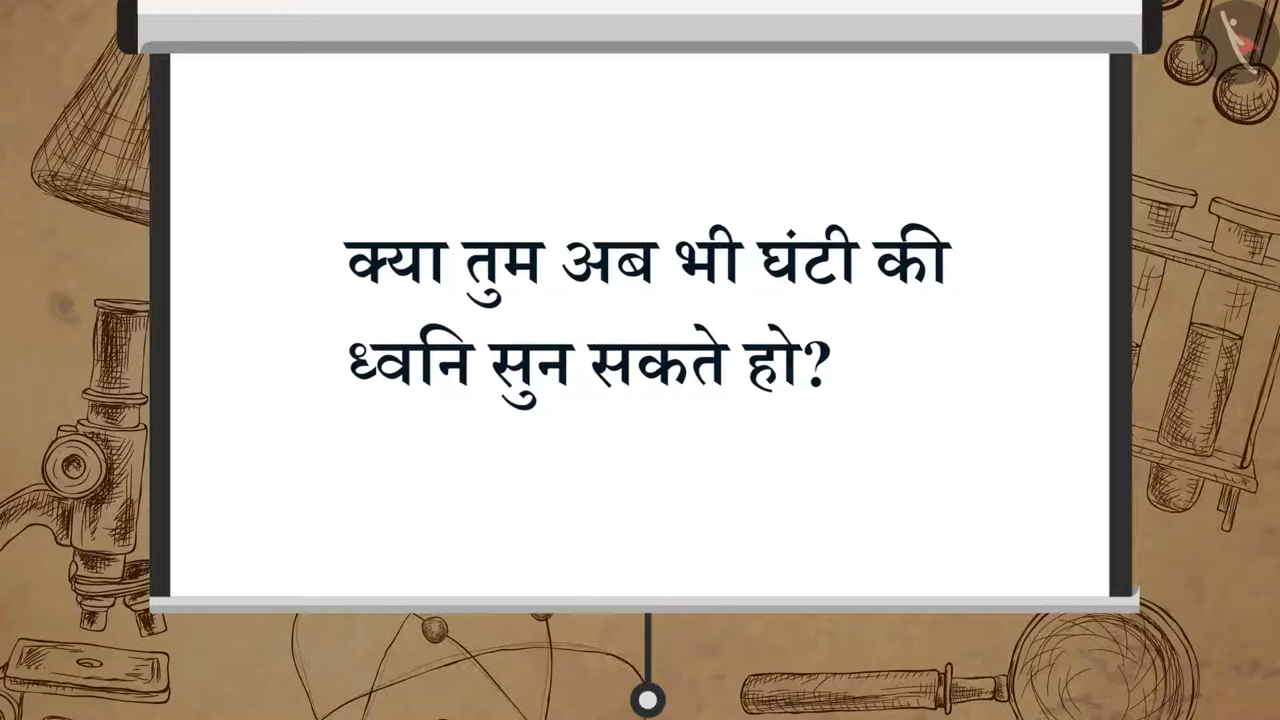 क्या तुम अब भी घंटी की
ध्वनि सुन सकते हो?